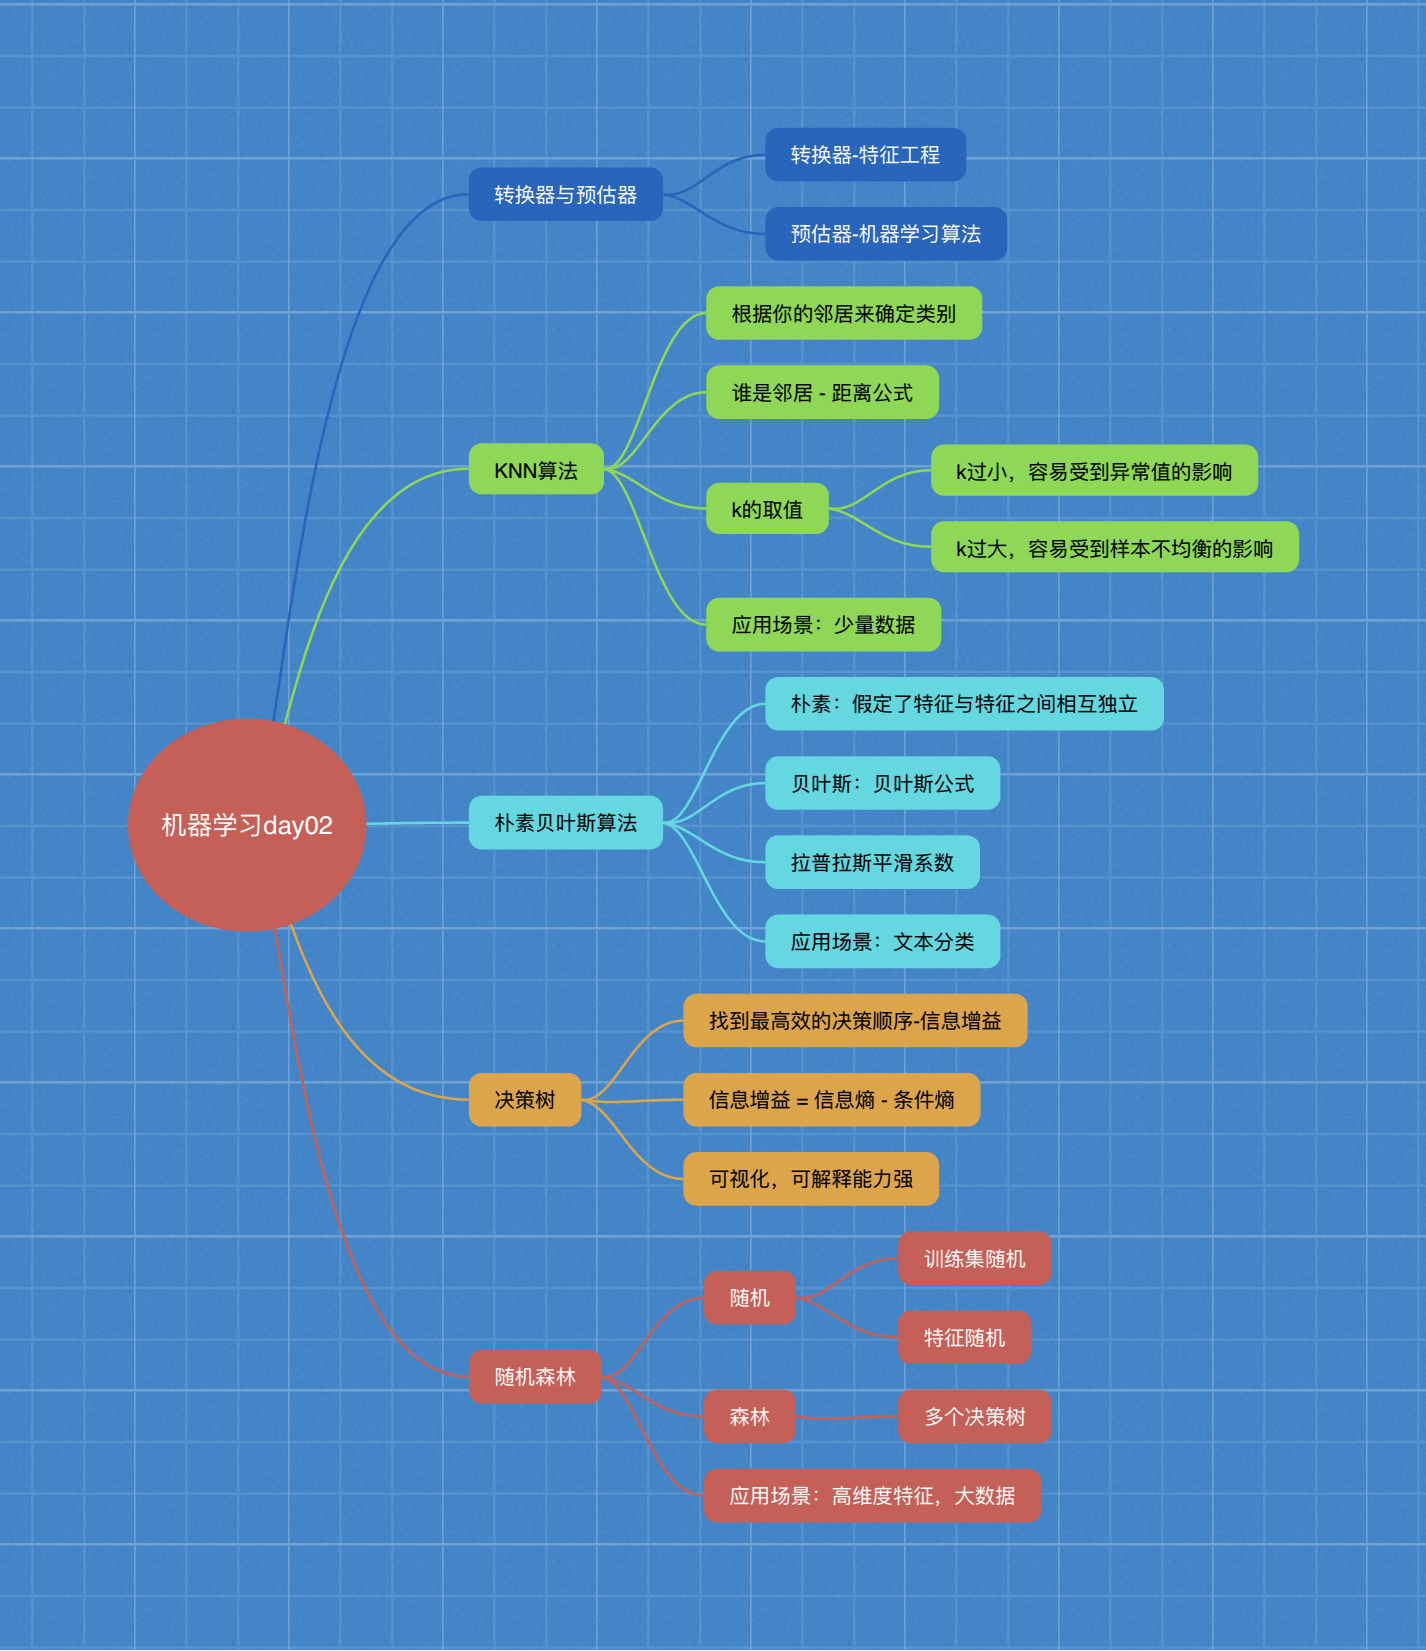 机器学习day02
转换器与预估器
转换器-特征工程
预估器-机器学习算法
KNN算法
根据你的邻居来确定类别
谁是邻居 - 距离公式
k的取值
k过小，容易受到异常值的影响
k过大，容易受到样本不均衡的影响
应用场景：少量数据
朴素贝叶斯算法
朴素：假定了特征与特征之间相互独立
贝叶斯：贝叶斯公式
拉普拉斯平滑系数
应用场景：文本分类
决策树
找到最高效的决策顺序-信息增益
信息增益 = 信息熵 - 条件熵
可视化，可解释能力强
随机森林
随机
训练集随机
特征随机
森林
多个决策树
应用场景：高维度特征，大数据